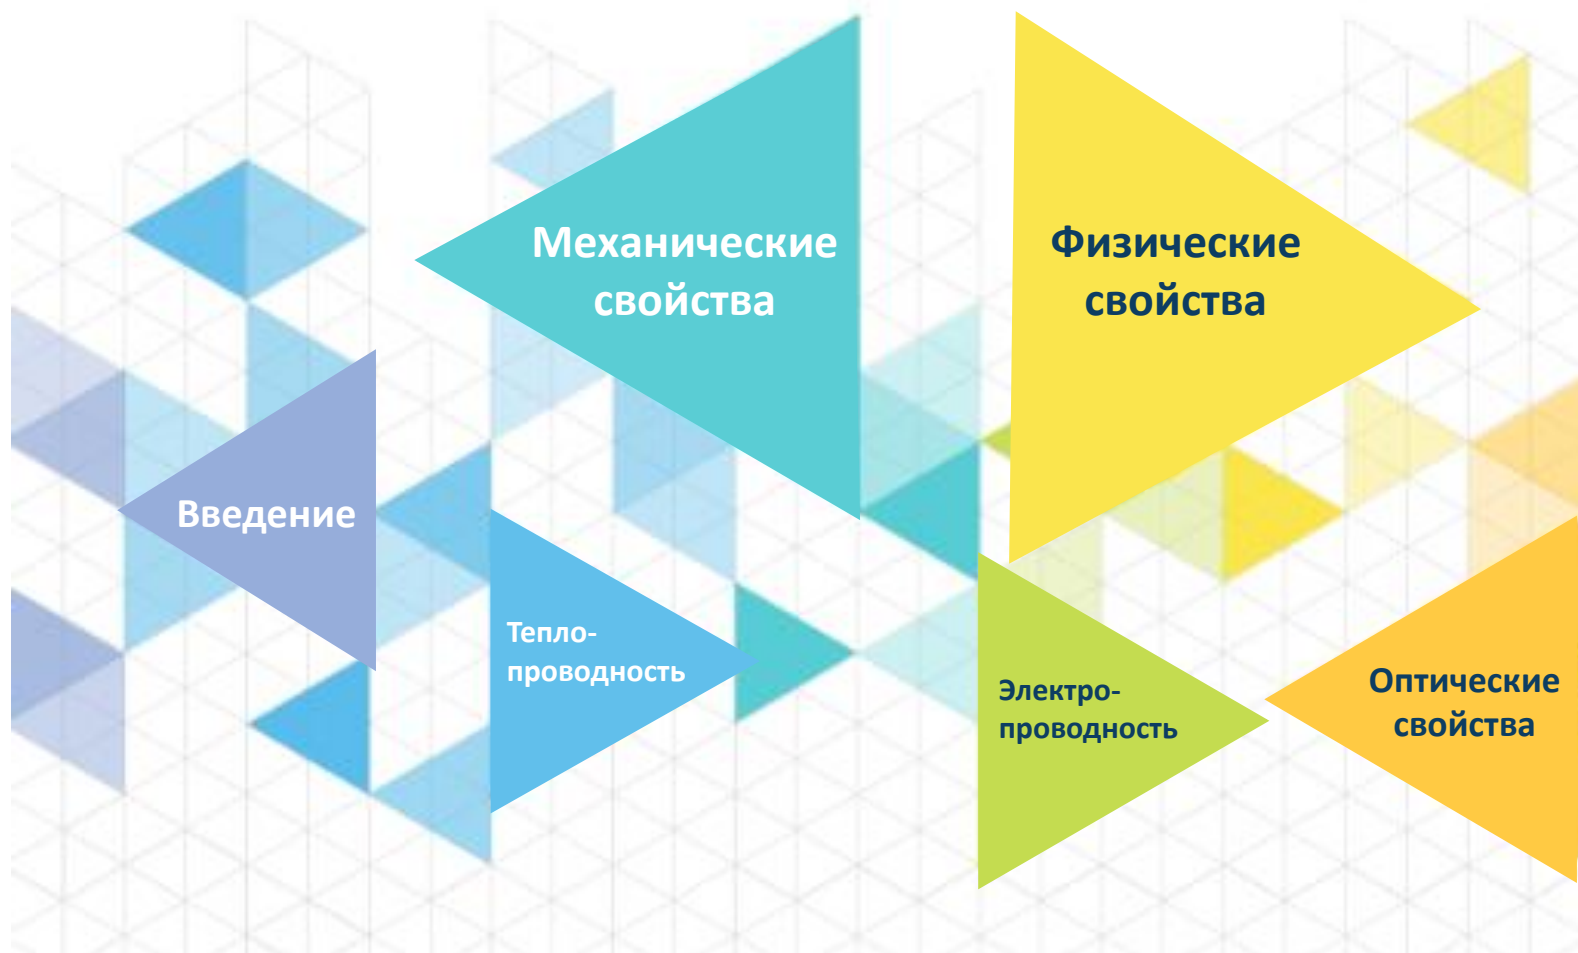 Механические
свойства
Физические
свойства
Введение
Тепло-
проводность
Электро-
проводность
Оптические
свойства